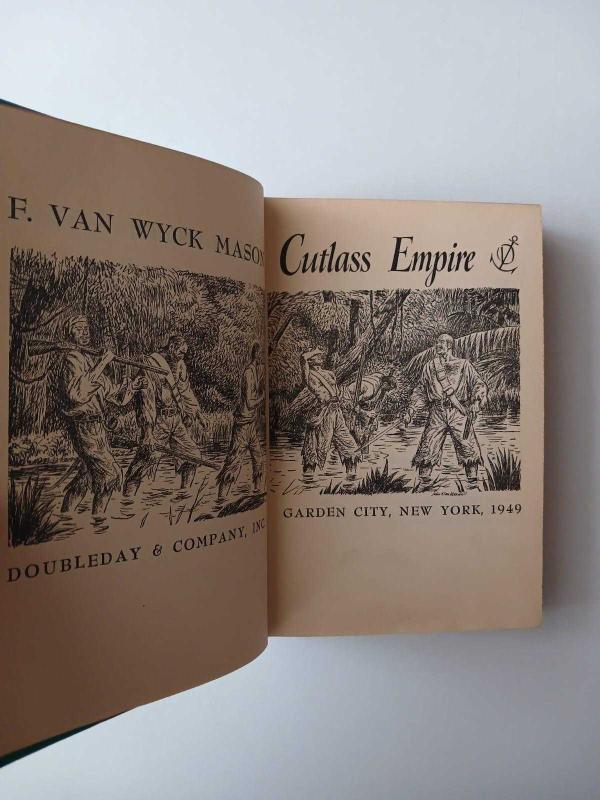 F. VAN WYCK MASON
DOUBLEDAY & COMPANY, INC.
Cutlass Empire
GARDEN CITY, NEW YORK, 1949